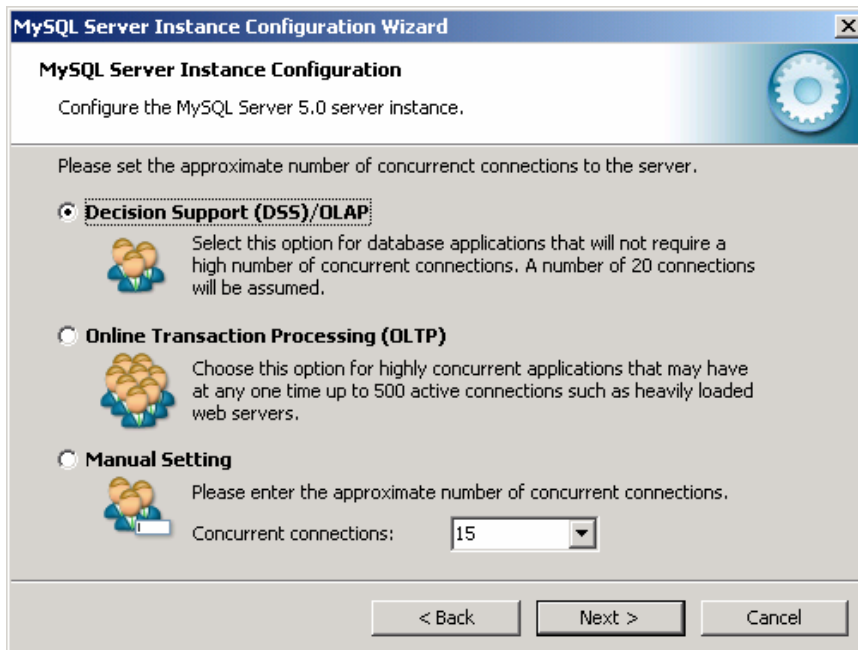 MySQL Server Instance Configuration Wizard
MySQL Server Instance Configuration
Configure the MySQL Server 5.0 server instance.
Please set the approximate number of concurrenct connections to the server.
Decision Support (DSS)/OLAP
Select this option for database applications that will not require a
high number of concurrent connections. A number of 20 connections
will be assumed.
Online Transaction Processing (OLTP)
Choose this option for highly concurrent applications that may have
at any one time up to 500 active connections such as heavily loaded
web servers.
Manual Setting
Please enter the approximate number of concurrent connections.
Concurrent connections: 15
< Back Next > Cancel